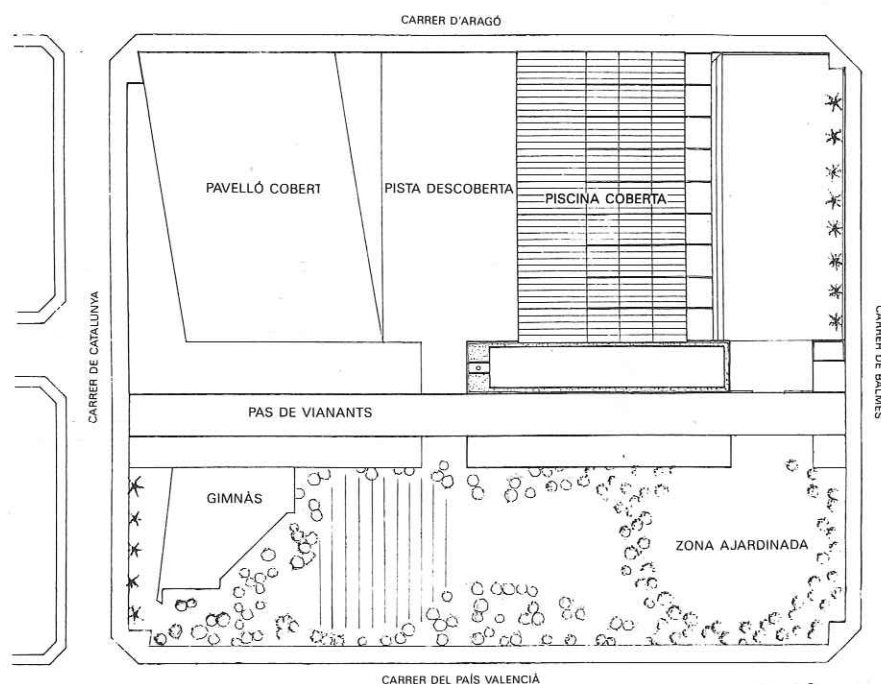 CARRER D'ARAGÓ
PAVELLÓ COBERT
PISTA DESCOBERTA
PISCINA COBERTA
CARRER DE CATALUNYA
CARRER DE BALMES
PAS DE VIANANTS
GIMNÀS
ZONA AJARDINADA
CARRER DEL PAÍS VALENCIÀ